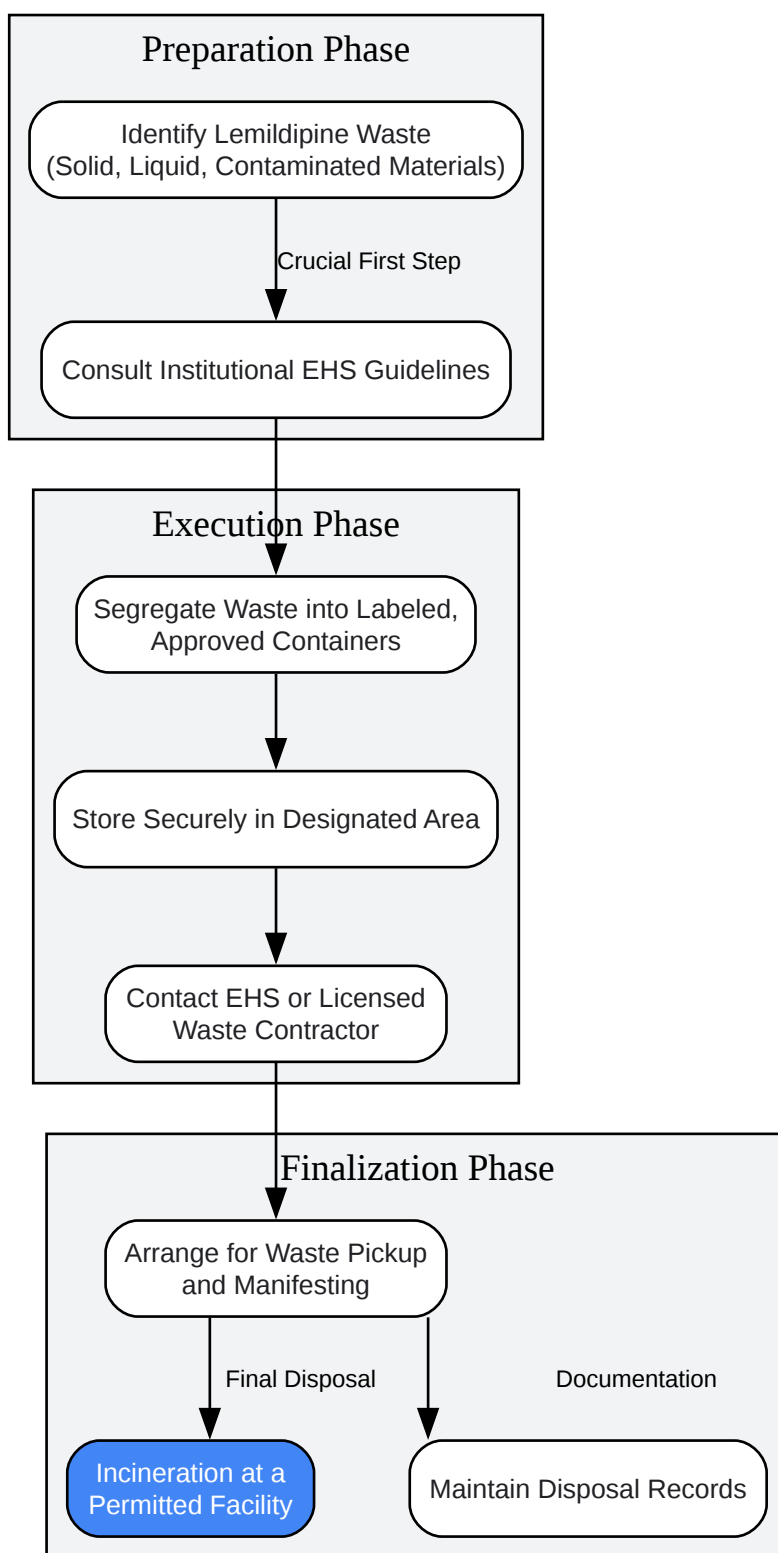 Preparation Phase
Identify Lemildipine Waste
(Solid, Liquid, Contaminated Materials)
Crucial First Step
Consult Institutional EHS Guidelines
Execution Phase
Segregate Waste into Labeled,
Approved Containers
Store Securely in Designated Area
Contact EHS or Licensed
Waste Contractor
Finalization Phase
Arrange for Waste Pickup
and Manifesting
Final Disposal
Documentation
Incineration at a
Permitted Facility
Maintain Disposal Records